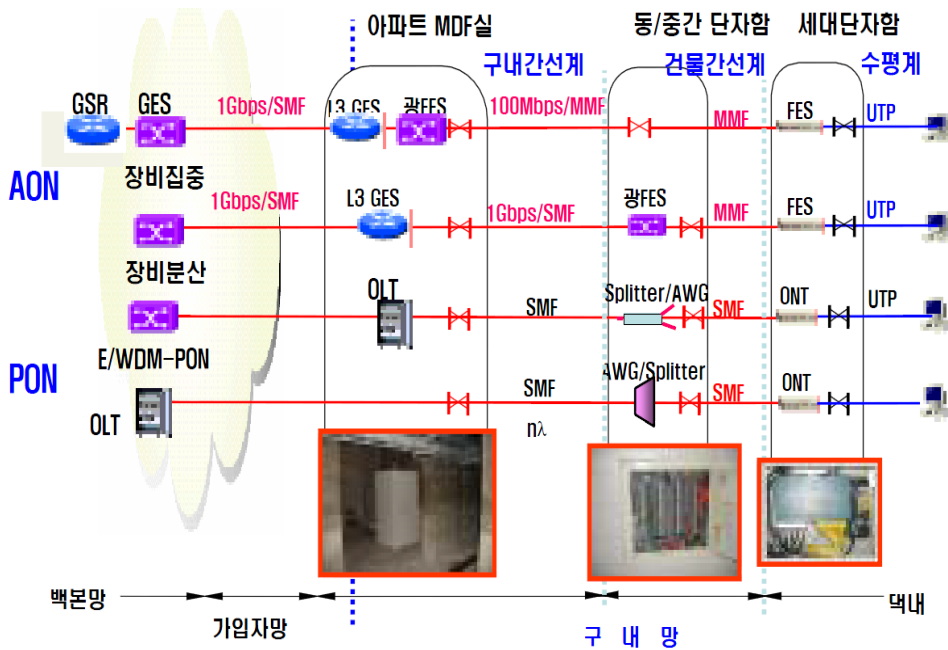 아파트 MDF실
동/중간 단자함
세대단자함
구내간선계
건물간선계
수평계
GSR
GES
1Gbps/SMF
L3 GES
광FES
100Mbps/MMF
MMF
FES
UTP
AON
장비집중
1Gbps/SMF
L3 GES
1Gbps/SMF
광FES
MMF
FES
UTP
장비분산
OLT
SMF
Splitter/AWG
SMF
ONT
UTP
E/WDM-PON
PON
OLT
SMF
nλ
AWG/Splitter
SMF
ONT
백본망
가입자망
구 내 망
댁내